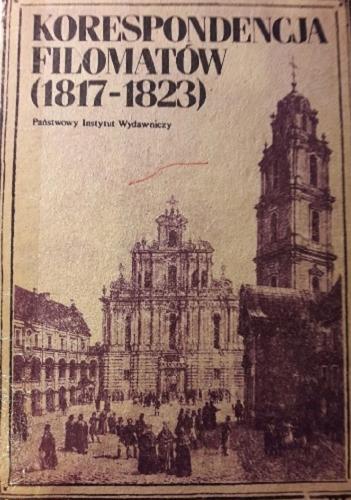 KORESPONDENCJA
FILOMATÓW
(1817-1823)
Państwowy Instytut Wydawniczy